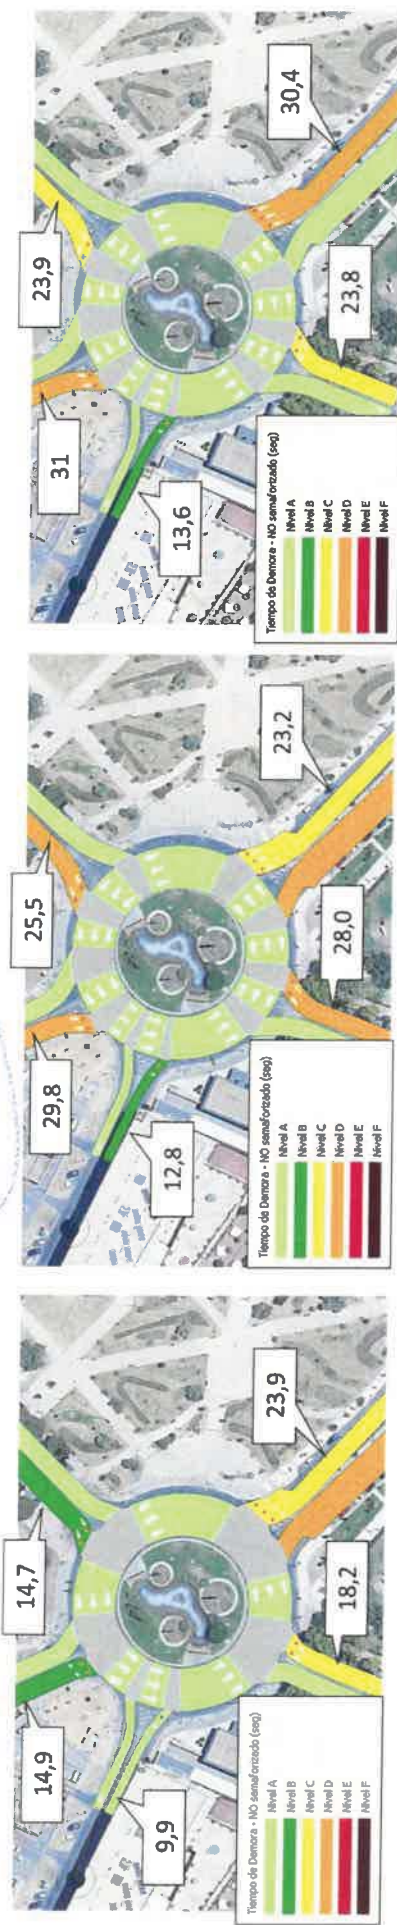 14,9
14,7
9,9
23,9
18,2
Tiempo de Demora - NO semaforizado (seg)
Nivel A
Nivel B
Nivel C
Nivel D
Nivel E
Nivel F
29,8
25,5
12,8
23,2
28,0
Tiempo de Demora - NO semaforizado (seg)
Nivel A
Nivel B
Nivel C
Nivel D
Nivel E
Nivel F
31
23,9
13,6
30,4
23,8
Tiempo de Demora - NO semaforizado (seg)
Nivel A
Nivel B
Nivel C
Nivel D
Nivel E
Nivel F